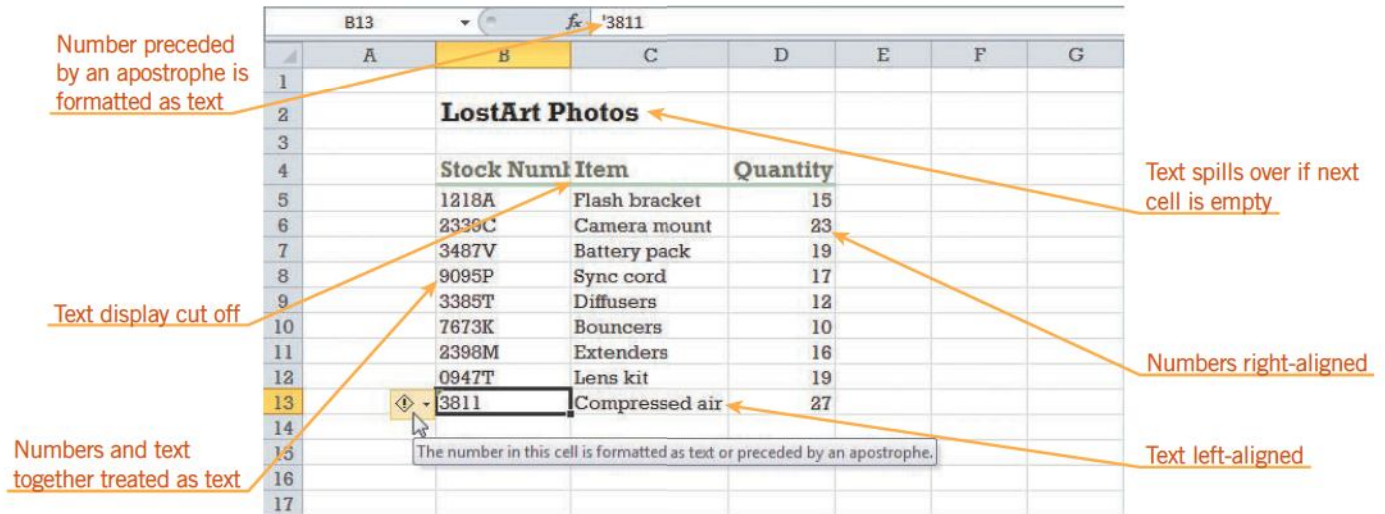 B13 fx '3811
Number preceded
by an apostrophe is
formatted as text
A B C D E F G
1
2 LostArt Photos
3
4 Stock Numb Item Quantity
Text spills over if next
cell is empty
5 1218A Flash bracket 15
6 2339C Camera mount 23
7 3487V Battery pack 19
8 9095P Sync cord 17
9 3385T Diffusers 12
Text display cut off
10 7673K Bouncers 10
11 2398M Extenders 16
12 0947T Lens kit 19
Numbers right-aligned
13 3811 Compressed air 27
14
Numbers and text
together treated as text
15 The number in this cell is formatted as text or preceded by an apostrophe.
Text left-aligned
16
17